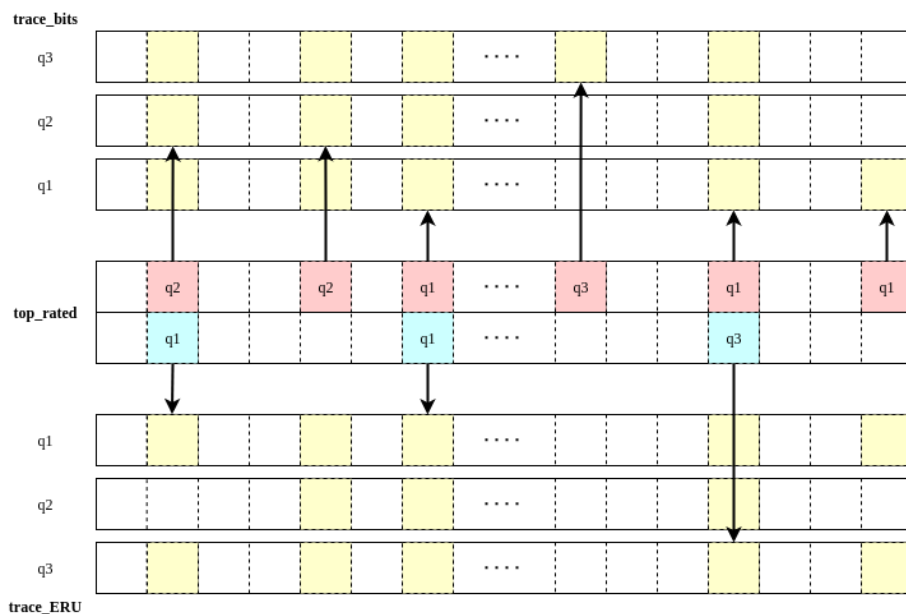 trace_bits
q3
....
q2
....
q1
....
q2 q2 q1 .... q3 q1 q1
top_rated
q1 q1 .... q3
q1
....
q2
....
q3
....
trace_ERU